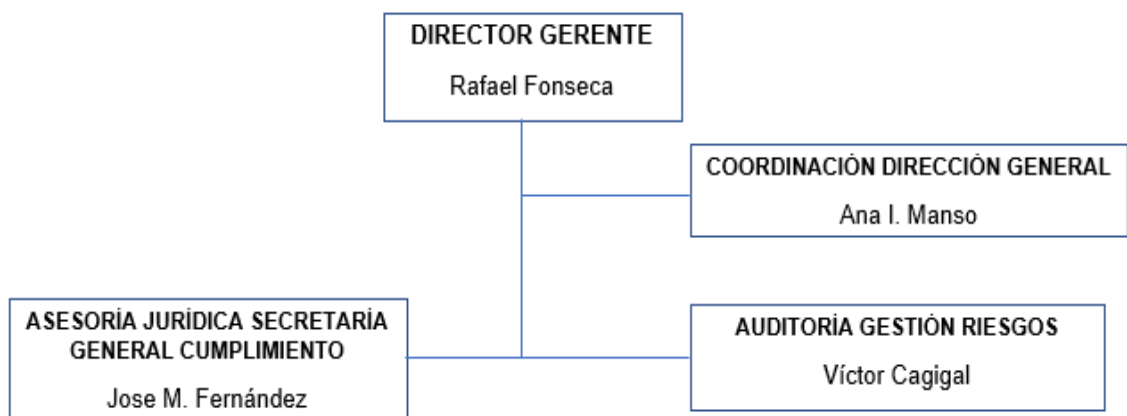 DIRECTOR GERENTE
Rafael Fonseca
COORDINACIÓN DIRECCIÓN GENERAL
Ana I. Manso
ASESORÍA JURÍDICA SECRETARÍA
GENERAL CUMPLIMIENTO
Jose M. Fernández
AUDITORÍA GESTIÓN RIESGOS
Víctor Cagigal